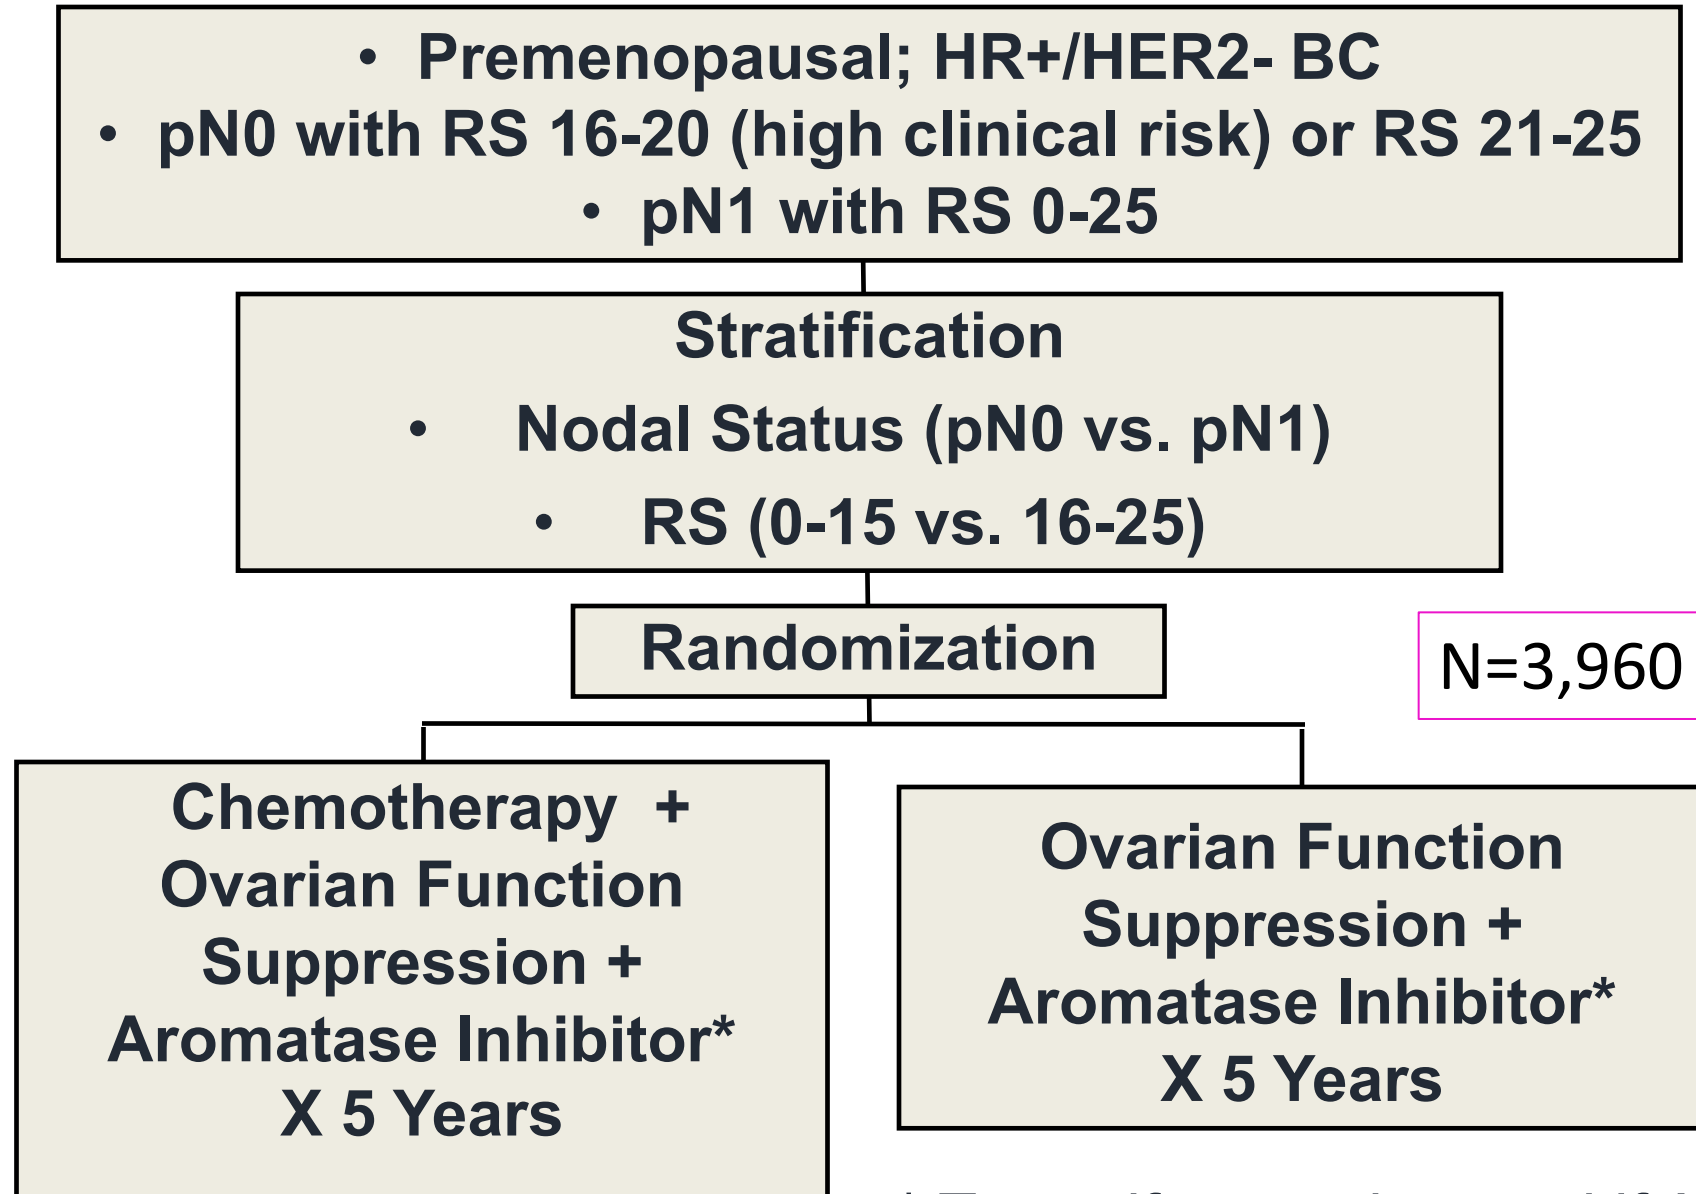 • Premenopausal; HR+/HER2- BC
• pN0 with RS 16-20 (high clinical risk) or RS 21-25
• pN1 with RS 0-25
Stratification
• Nodal Status (pN0 vs. pN1)
• RS (0-15 vs. 16-25)
Randomization
N=3,960
Chemotherapy +
Ovarian Function
Suppression +
Aromatase Inhibitor*
X 5 Years
Ovarian Function
Suppression +
Aromatase Inhibitor*
X 5 Years